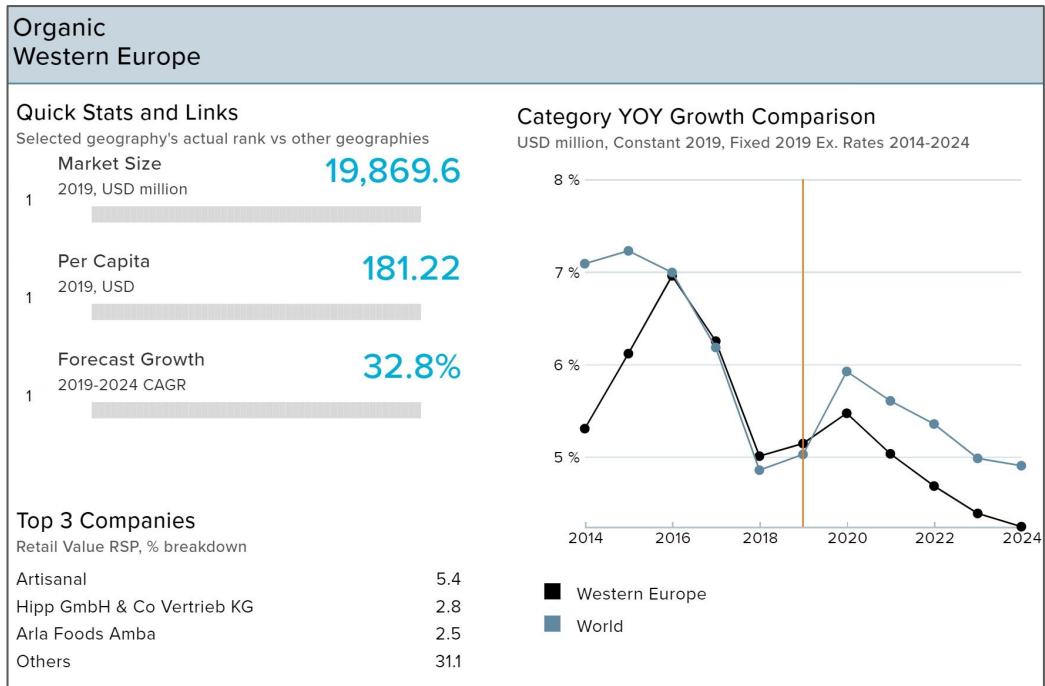 Organic
Western Europe
Quick Stats and Links
Selected geography's actual rank vs other geographies
Market Size
2019, USD million
19,869.6
1
Per Capita
2019, USD
181.22
1
Forecast Growth
2019-2024 CAGR
32.8%
1
Top 3 Companies
Retail Value RSP, % breakdown
Artisanal 5.4
Hipp GmbH & Co Vertrieb KG 2.8
Arla Foods Amba 2.5
Others 31.1
Category YOY Growth Comparison
USD million, Constant 2019, Fixed 2019 Ex. Rates 2014-2024
8 %
7 %
6 %
5 %
2014 2016 2018 2020 2022 2024
Western Europe
World